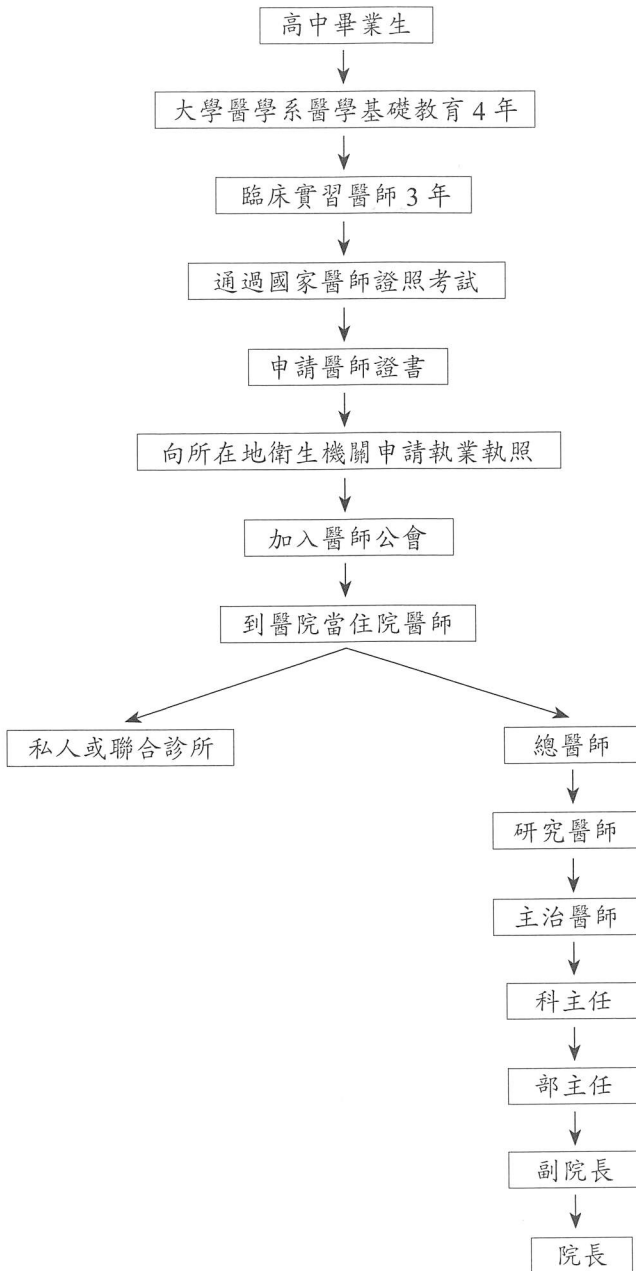 高中畢業生
大學醫學系醫學基礎教育 4 年
臨床實習醫師 3 年
通過國家醫師證照考試
申請醫師證書
向所在地衛生機關申請執業執照
加入醫師公會
到醫院當住院醫師
私人或聯合診所
總醫師
研究醫師
主治醫師
科主任
部主任
副院長
院長